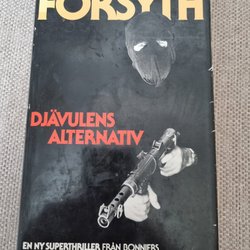 FORSYTH
DJÄVULENS
ALTERNATIV
EN NY SUPERTHRILLER FRÅN BONNIERS